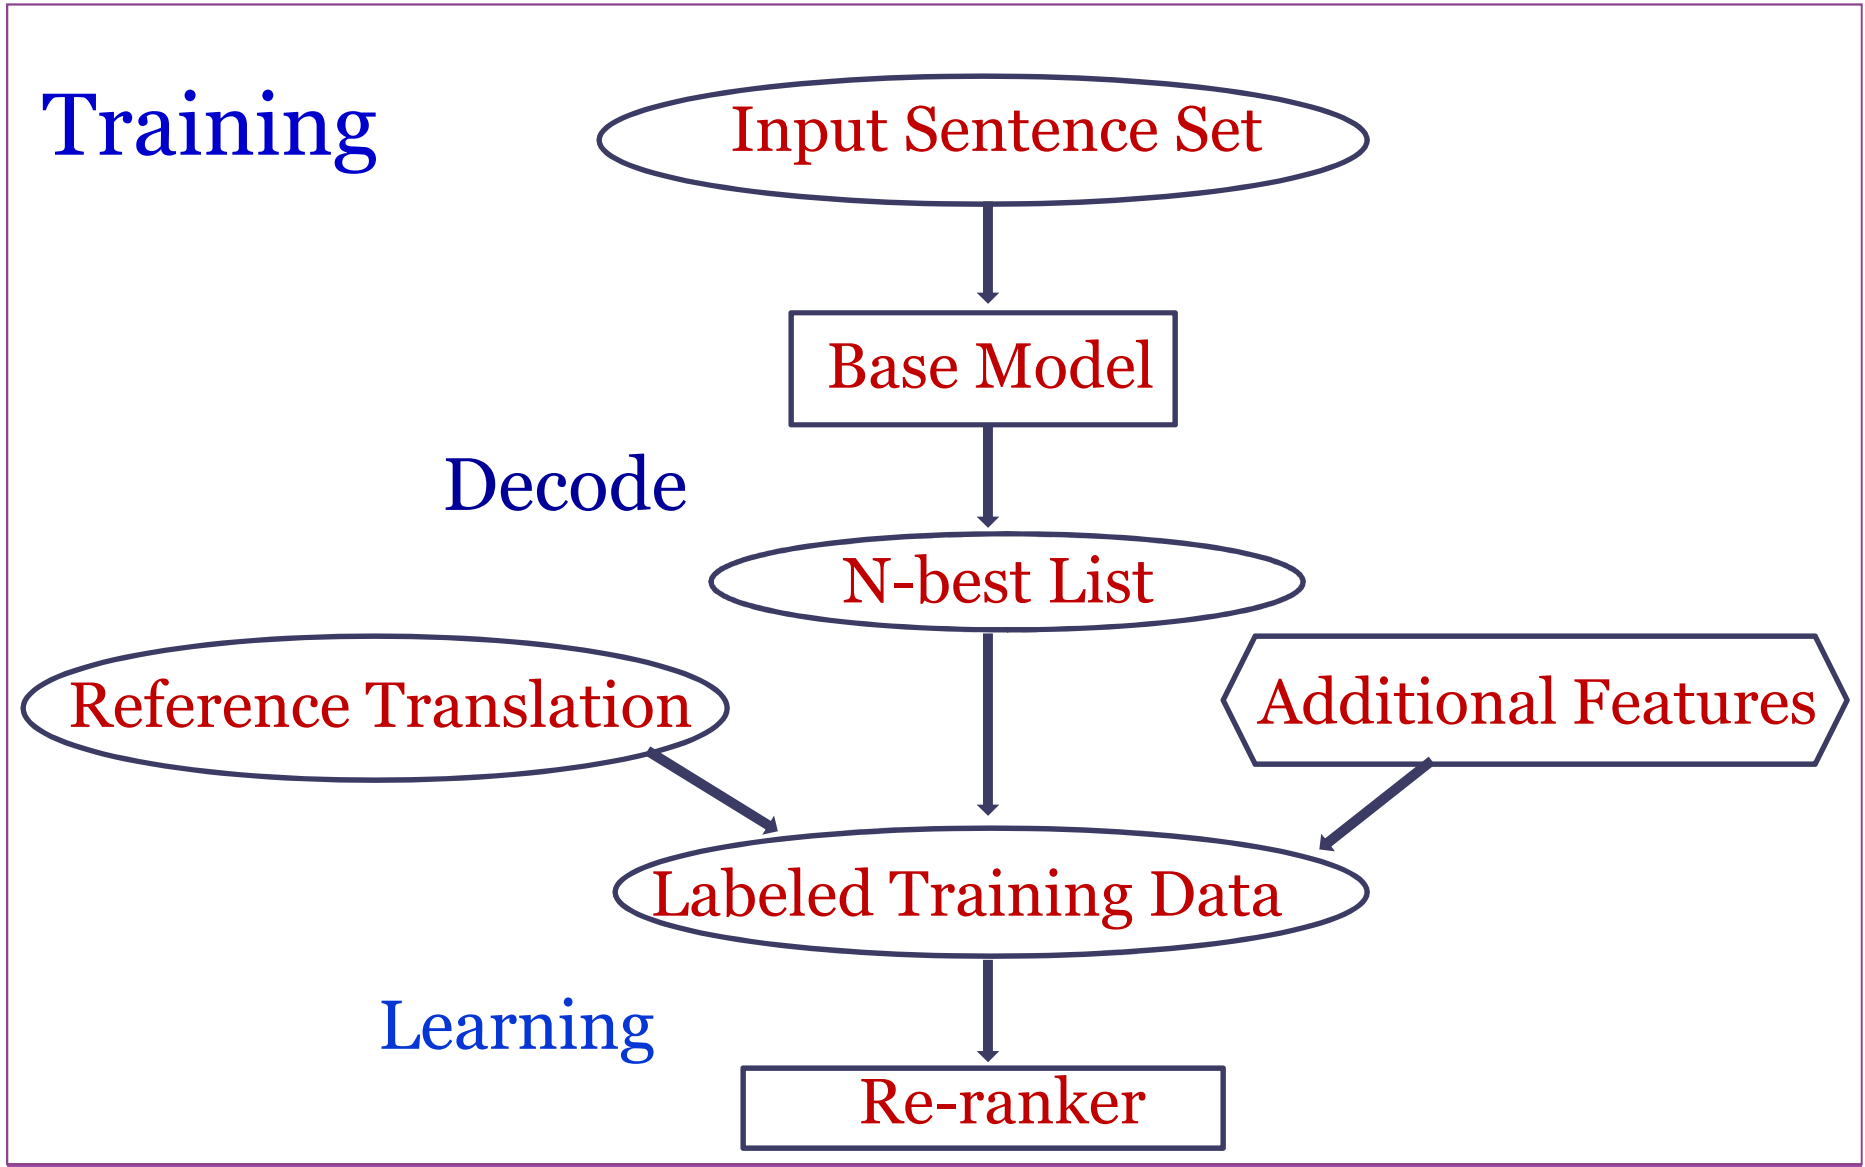 Training
Input Sentence Set
Base Model
Decode
N-best List
Reference Translation
Additional Features
Labeled Training Data
Learning
Re-ranker